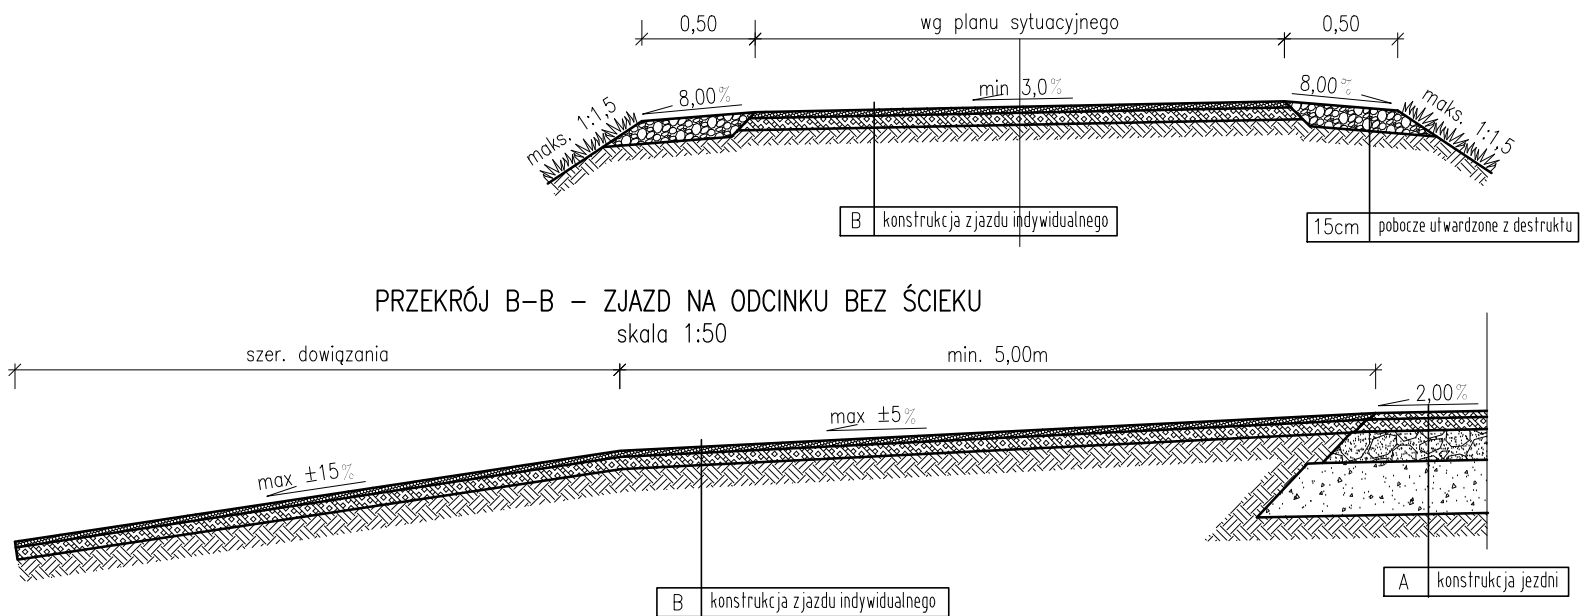 0,50
wg planu sytuacyjnego
0,50
8,00%
min 3,0%
8,00%
maks. 1:1,5
maks. 1:1,5
B konstrukcja zjazdu indywidualnego
15cm pobocze utwardzone z destruktu
PRZEKRÓJ B-B - ZJAZD NA ODCINKU BEZ ŚCIEKU
skala 1:50
szer. dowiązania
min. 5,00m
2,00%
max ±5%
max ±15%
A konstrukcja jezdni
B konstrukcja zjazdu indywidualnego